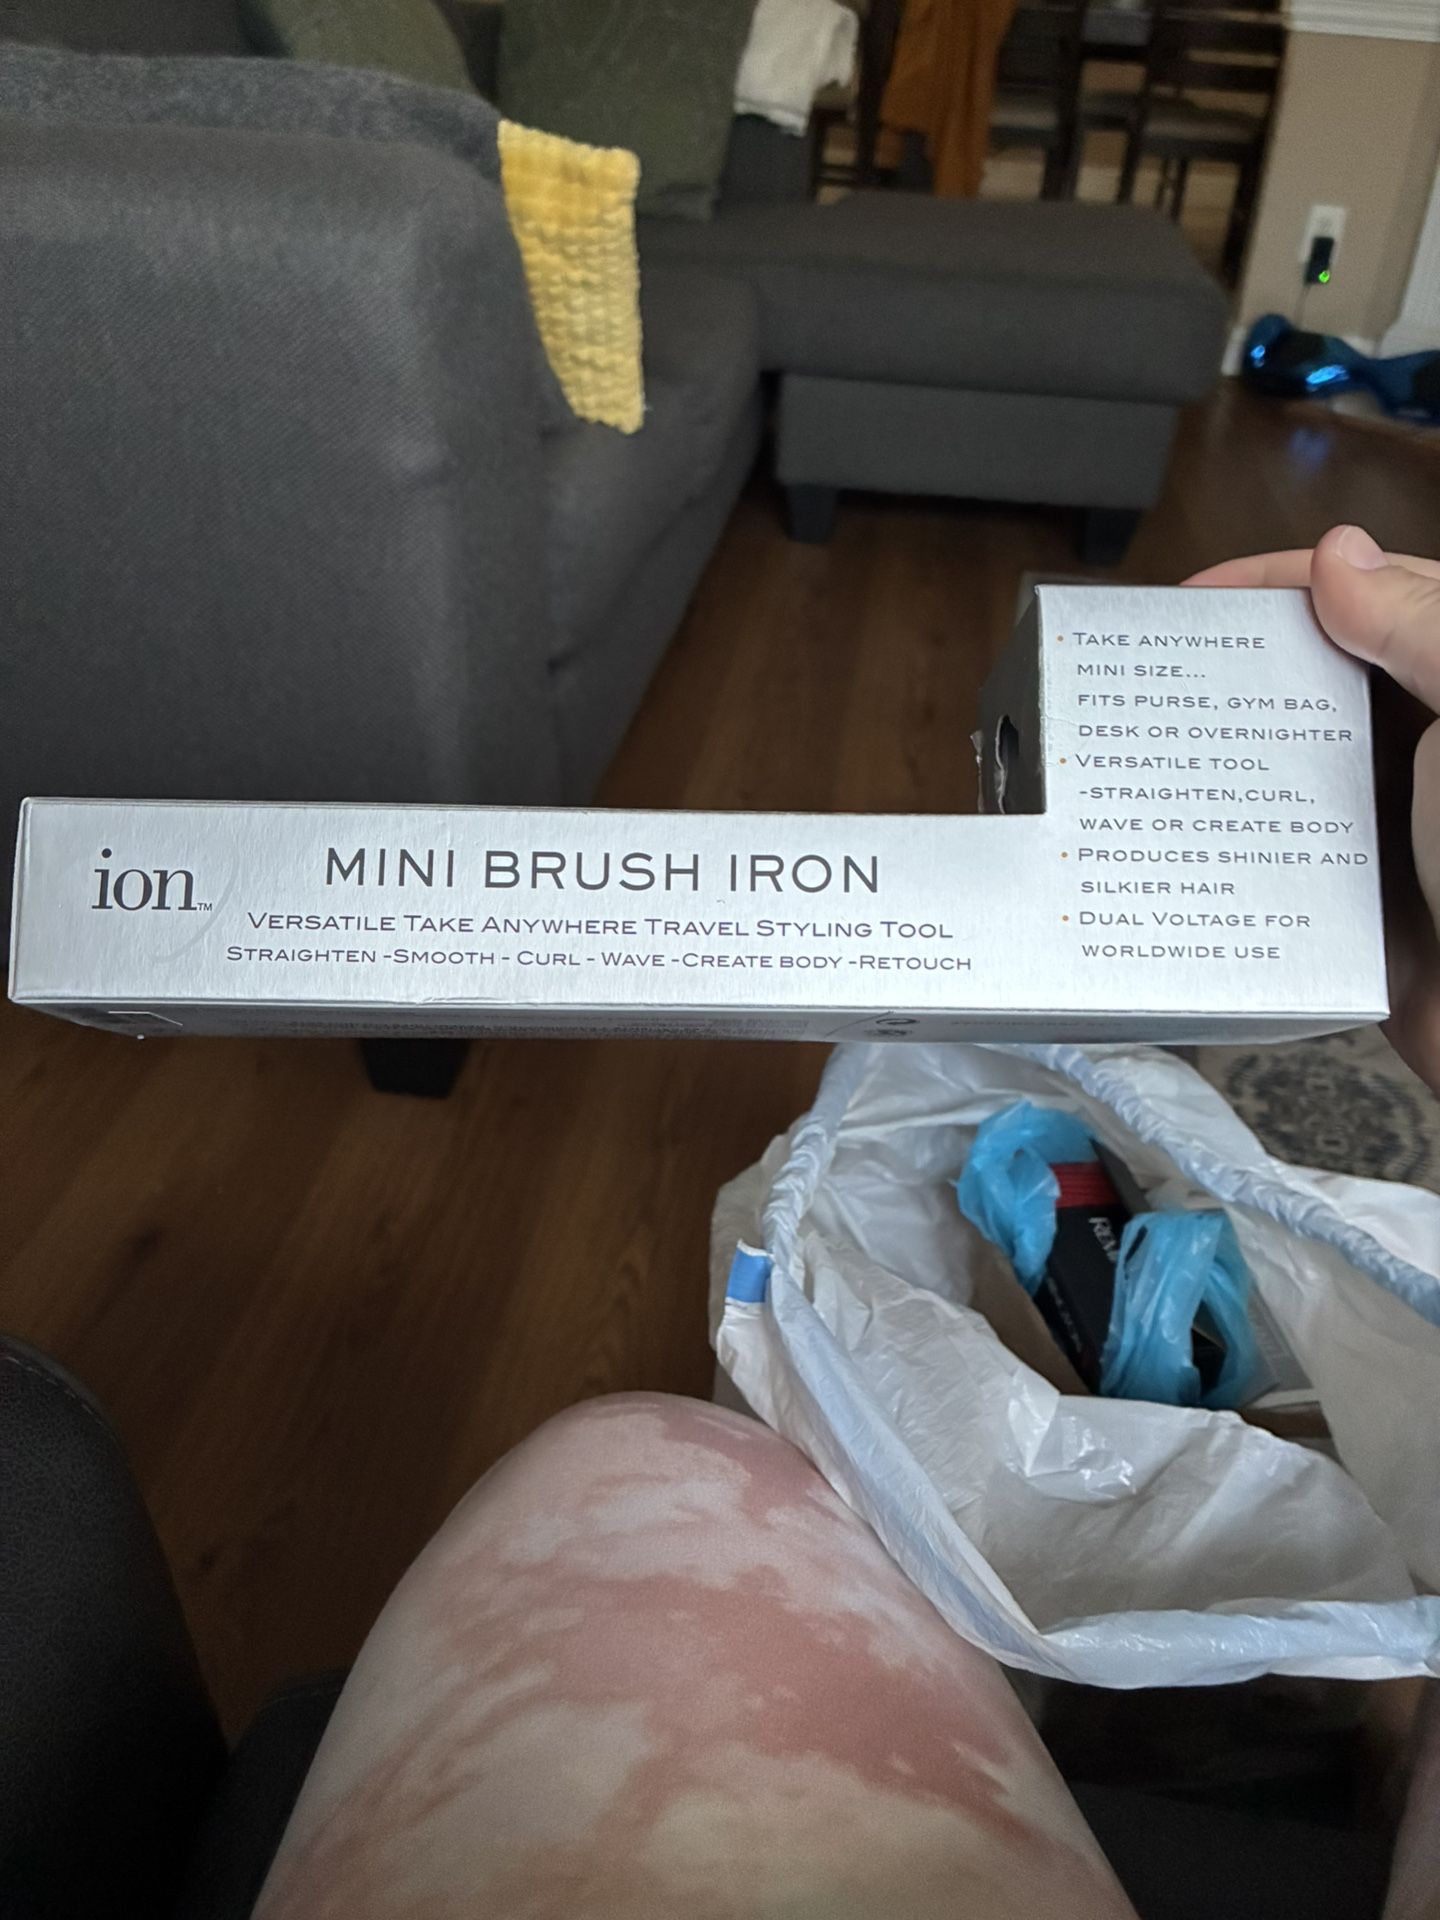 ion™
MINI BRUSH IRON
VERSATILE TAKE ANYWHERE TRAVEL STYLING TOOL
STRAIGHTEN -SMOOTH - CURL - WAVE -CREATE BODY -RETOUCH
• TAKE ANYWHERE
MINI SIZE...
FITS PURSE, GYM BAG,
DESK OR OVERNIGHTER
• VERSATILE TOOL
-STRAIGHTEN,CURL,
WAVE OR CREATE BODY
• PRODUCES SHINIER AND
SILKIER HAIR
• DUAL VOLTAGE FOR
WORLDWIDE USE